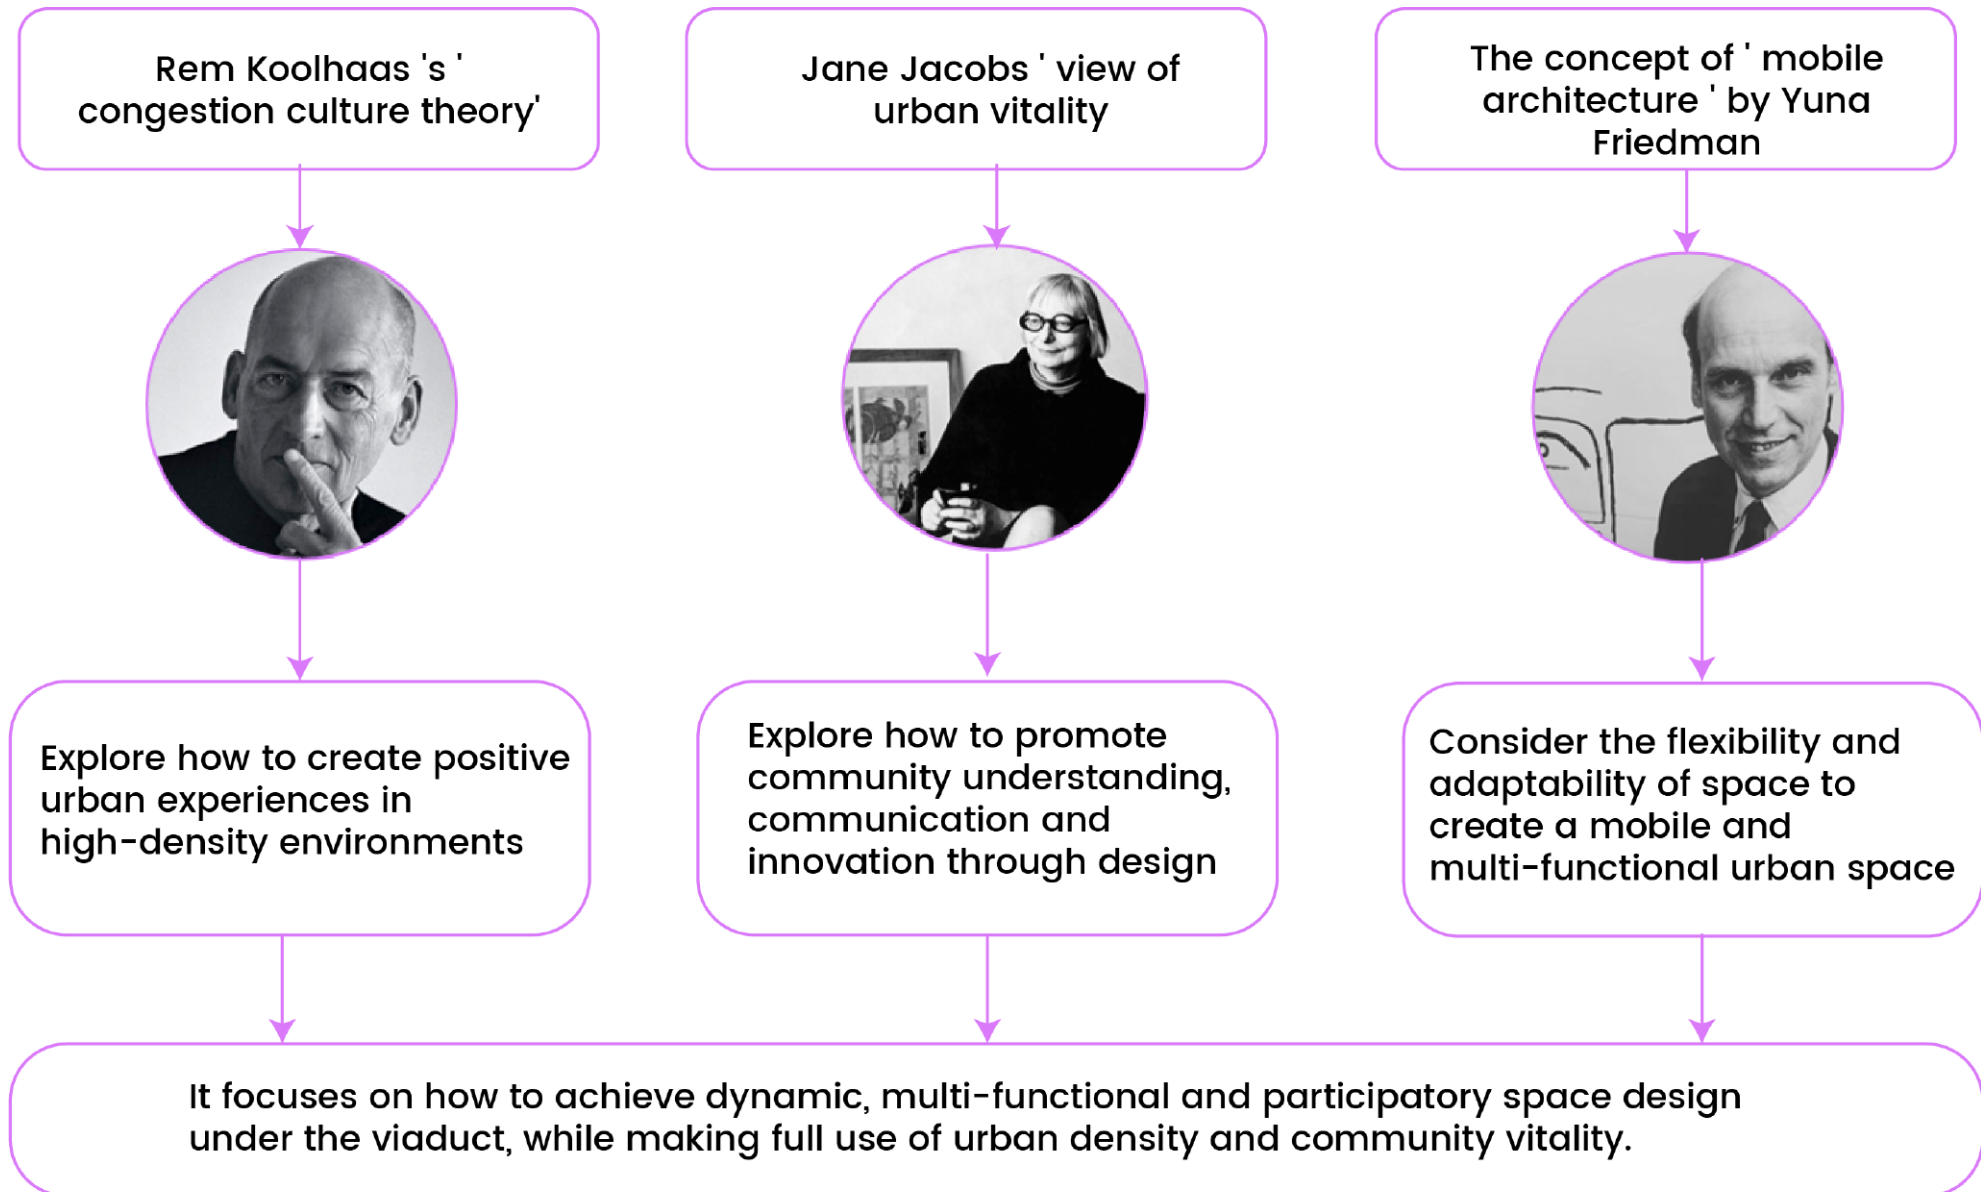 Rem Koolhaas 's '
congestion culture theory'
Jane Jacobs ' view of
urban vitality
The concept of ' mobile
architecture ' by Yuna
Friedman
Explore how to create positive
urban experiences in
high-density environments
Explore how to promote
community understanding,
communication and
innovation through design
Consider the flexibility and
adaptability of space to
create a mobile and
multi-functional urban space
It focuses on how to achieve dynamic, multi-functional and participatory space design
under the viaduct, while making full use of urban density and community vitality.